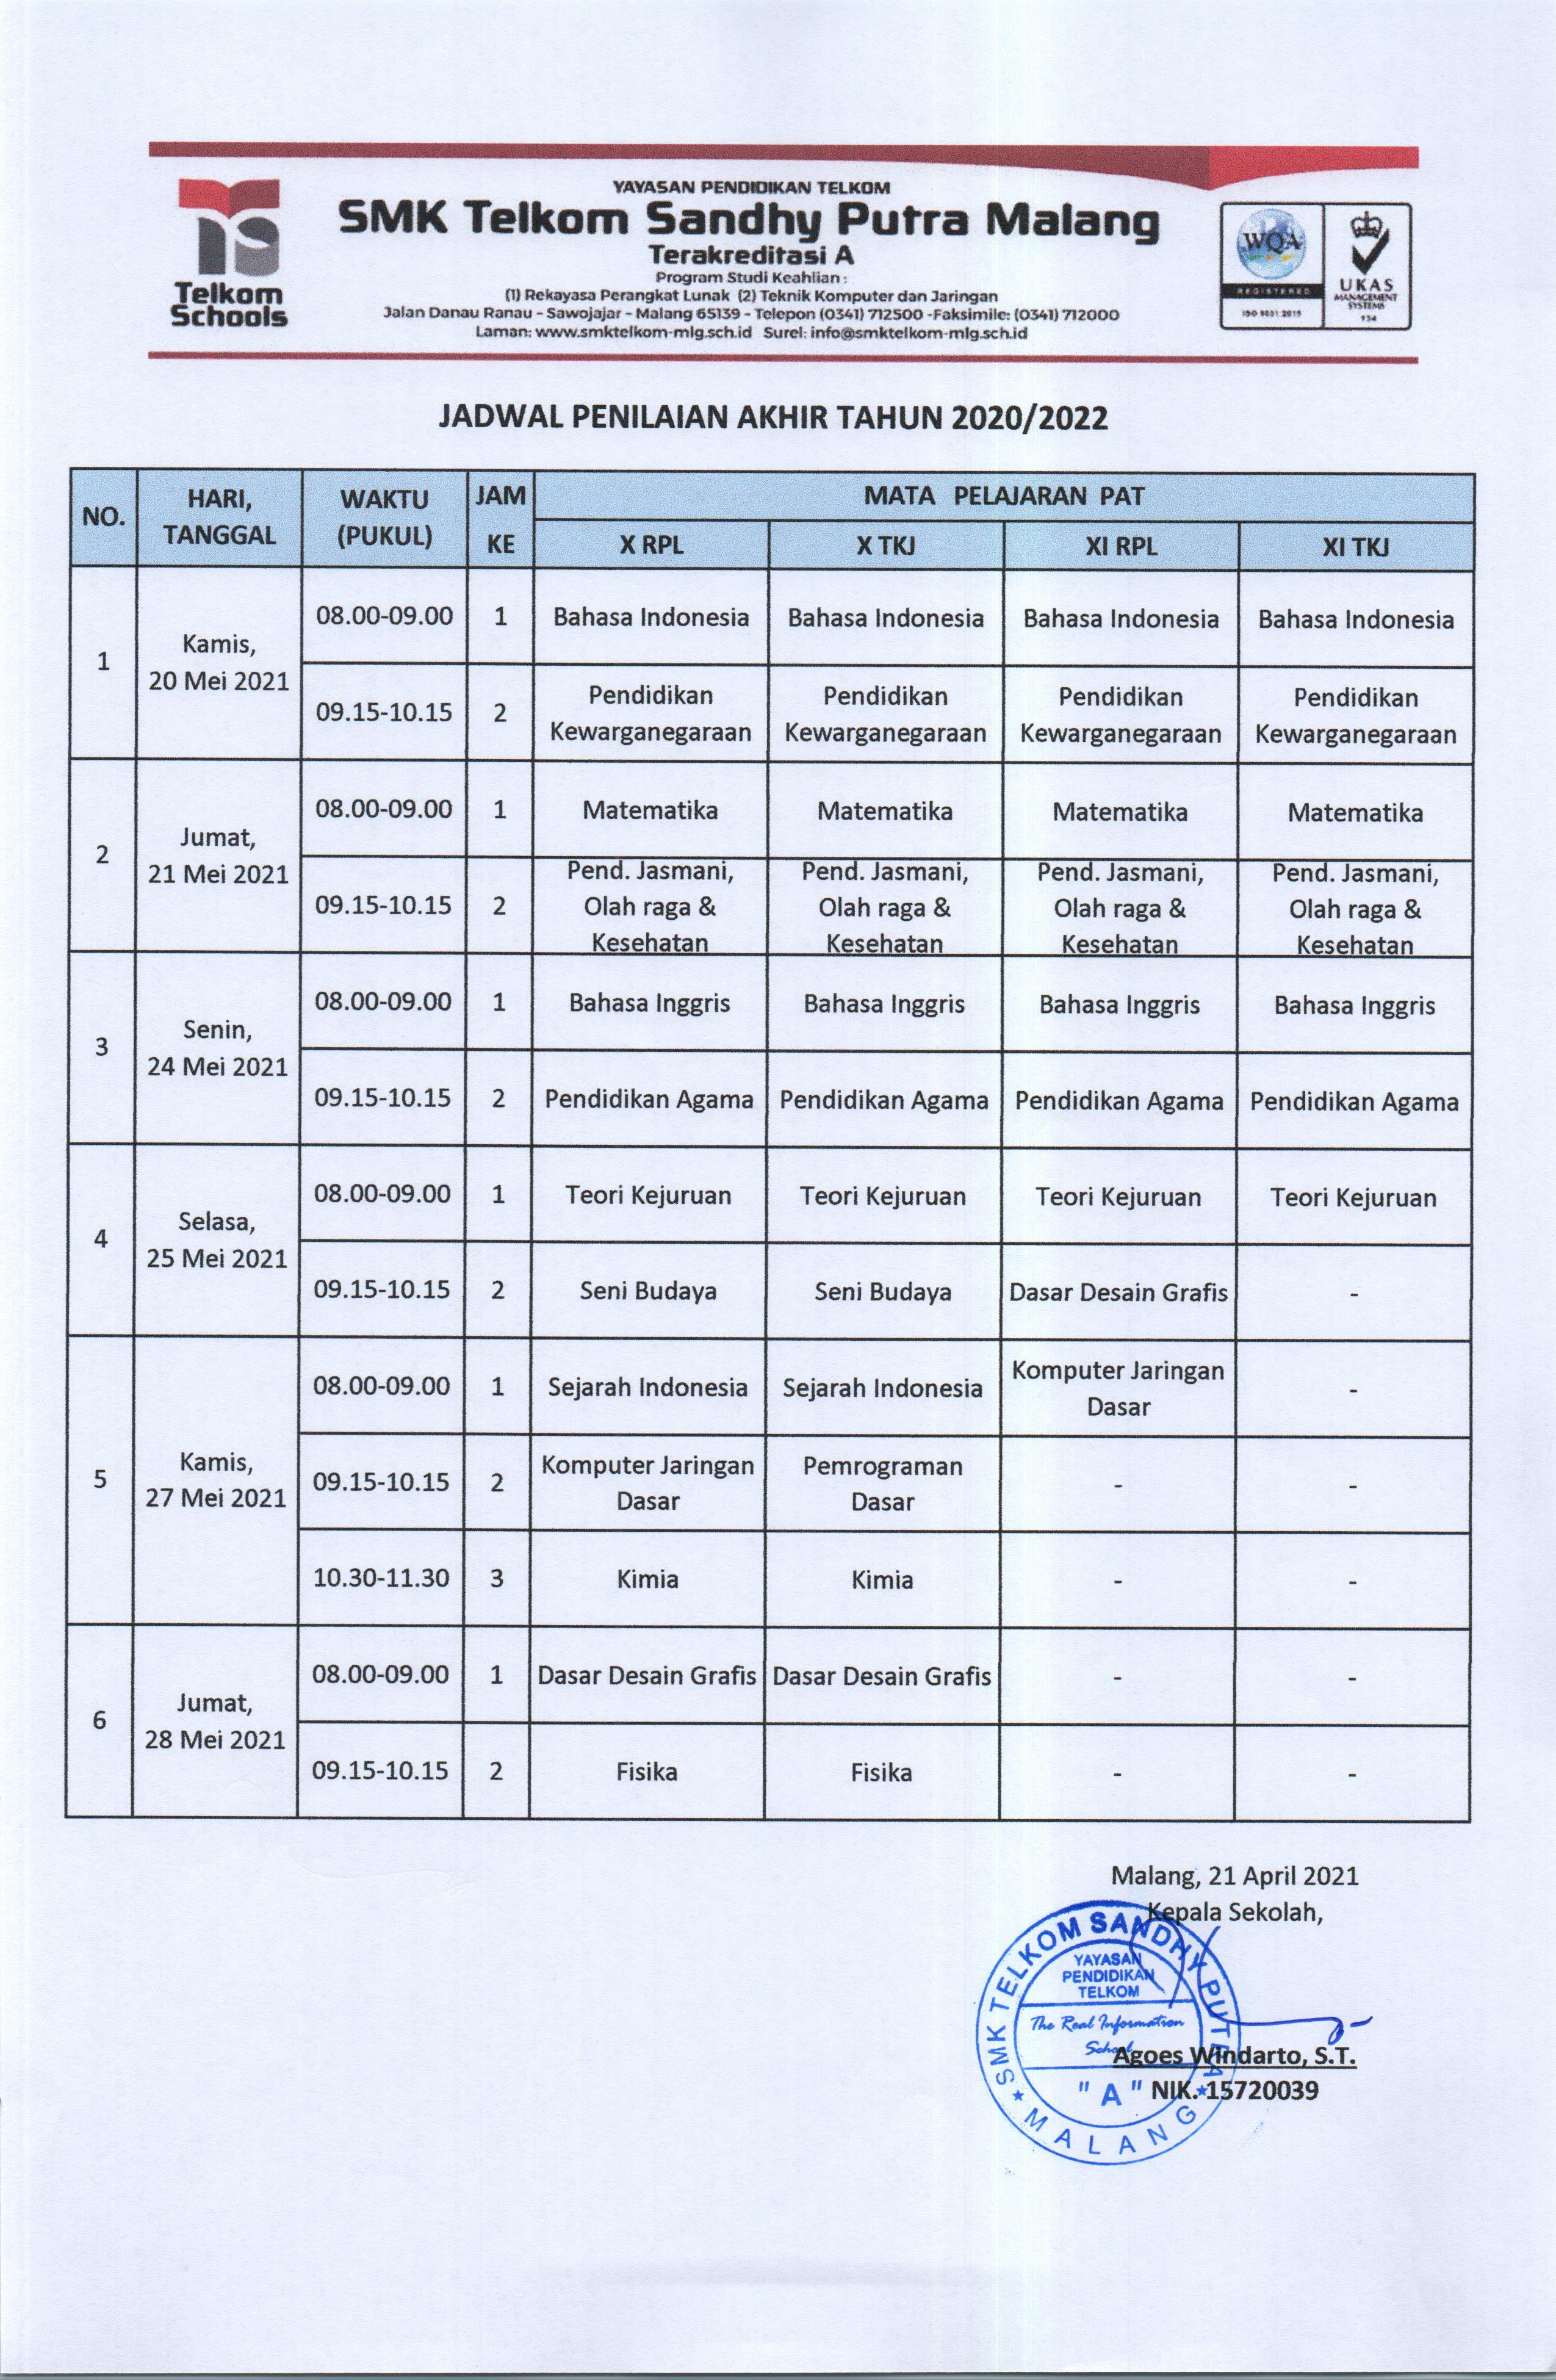 YAYASAN PENDIDIKAN TELKOM
SMK Telkom Sandhy Putra Malang
Terakreditasi A
Program Studi Keahlian :
(1) Rekayasa Perangkat Lunak (2) Teknik Komputer dan Jaringan
Jalan Danau Ranau - Sawojajar - Malang 65139 - Telepon (0341) 712500 -Faksimile: (0341) 712000
Laman: www.smktelkom-mlg.sch.id Surel: info@smktelkom-mlg.sch.id
Telkom
Schools
WQA
REGISTERED
ISO 9001:2015
UKAS
MANAGEMENT
SYSTEMS
134
JADWAL PENILAIAN AKHIR TAHUN 2020/2022
NO. HARI, TANGGAL WAKTU (PUKUL) JAM KE MATA PELAJARAN PAT
X RPL X TKJ XI RPL XI TKJ
1 Kamis, 20 Mei 2021 08.00-09.00 1 Bahasa Indonesia Bahasa Indonesia Bahasa Indonesia Bahasa Indonesia
09.15-10.15 2 Pendidikan Kewarganegaraan Pendidikan Kewarganegaraan Pendidikan Kewarganegaraan Pendidikan Kewarganegaraan
2 Jumat, 21 Mei 2021 08.00-09.00 1 Matematika Matematika Matematika Matematika
09.15-10.15 2 Pend. Jasmani, Olah raga & Kesehatan Pend. Jasmani, Olah raga & Kesehatan Pend. Jasmani, Olah raga & Kesehatan Pend. Jasmani, Olah raga & Kesehatan
3 Senin, 24 Mei 2021 08.00-09.00 1 Bahasa Inggris Bahasa Inggris Bahasa Inggris Bahasa Inggris
09.15-10.15 2 Pendidikan Agama Pendidikan Agama Pendidikan Agama Pendidikan Agama
4 Selasa, 25 Mei 2021 08.00-09.00 1 Teori Kejuruan Teori Kejuruan Teori Kejuruan Teori Kejuruan
09.15-10.15 2 Seni Budaya Seni Budaya Dasar Desain Grafis -
5 Kamis, 27 Mei 2021 08.00-09.00 1 Sejarah Indonesia Sejarah Indonesia Komputer Jaringan Dasar -
09.15-10.15 2 Komputer Jaringan Dasar Pemrograman Dasar - -
10.30-11.30 3 Kimia Kimia - -
6 Jumat, 28 Mei 2021 08.00-09.00 1 Dasar Desain Grafis Dasar Desain Grafis - -
09.15-10.15 2 Fisika Fisika - -
Malang, 21 April 2021
Kepala Sekolah,
SMK TELKOM SANDHY PUTRA
YAYASAN
PENDIDIKAN
TELKOM
The Real Information
School
" A "
MALANG
Agoes Windarto, S.T.
NIK. 15720039